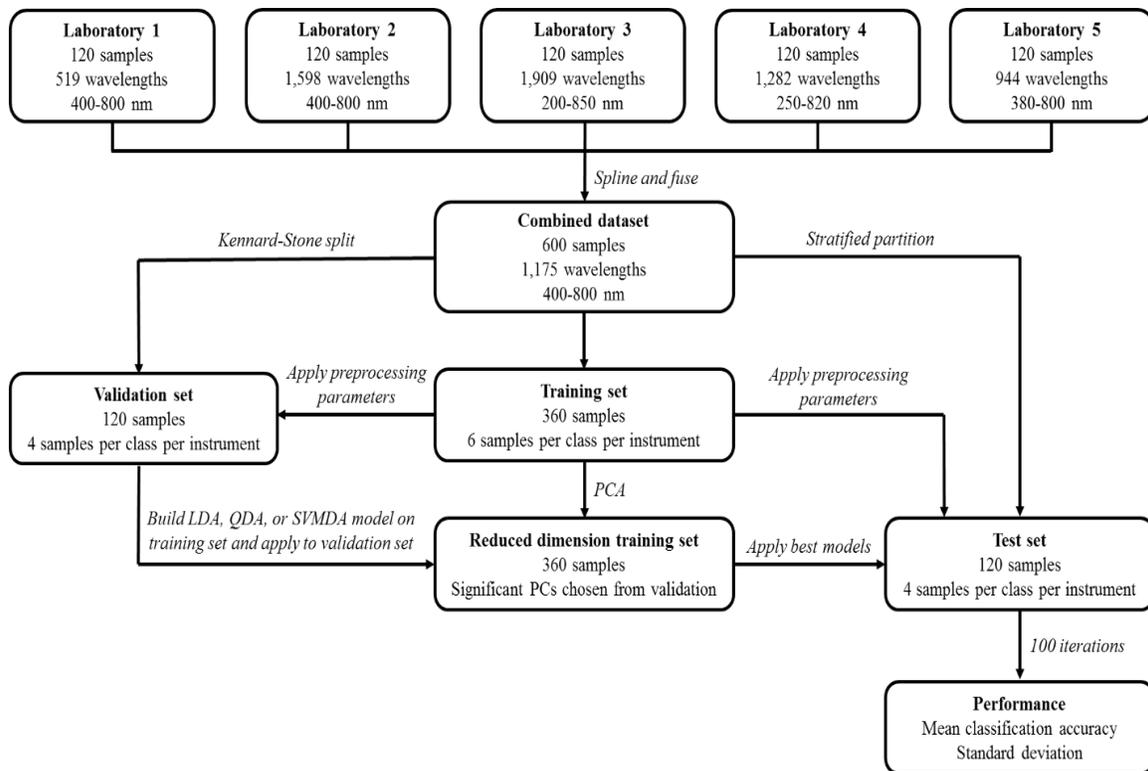 Laboratory 1
120 samples
519 wavelengths
400-800 nm
Laboratory 2
120 samples
1,598 wavelengths
400-800 nm
Laboratory 3
120 samples
1,909 wavelengths
200-850 nm
Laboratory 4
120 samples
1,282 wavelengths
250-820 nm
Laboratory 5
120 samples
944 wavelengths
380-800 nm
Spline and fuse
Kennard-Stone split
Combined dataset
600 samples
1,175 wavelengths
400-800 nm
Stratified partition
Validation set
120 samples
4 samples per class per instrument
Apply preprocessing
parameters
Training set
360 samples
6 samples per class per instrument
Apply preprocessing
parameters
PCA
Build LDA, QDA, or SVMDA model on
training set and apply to validation set
Reduced dimension training set
360 samples
Significant PCs chosen from validation
Apply best models
Test set
120 samples
4 samples per class per instrument
100 iterations
Performance
Mean classification accuracy
Standard deviation